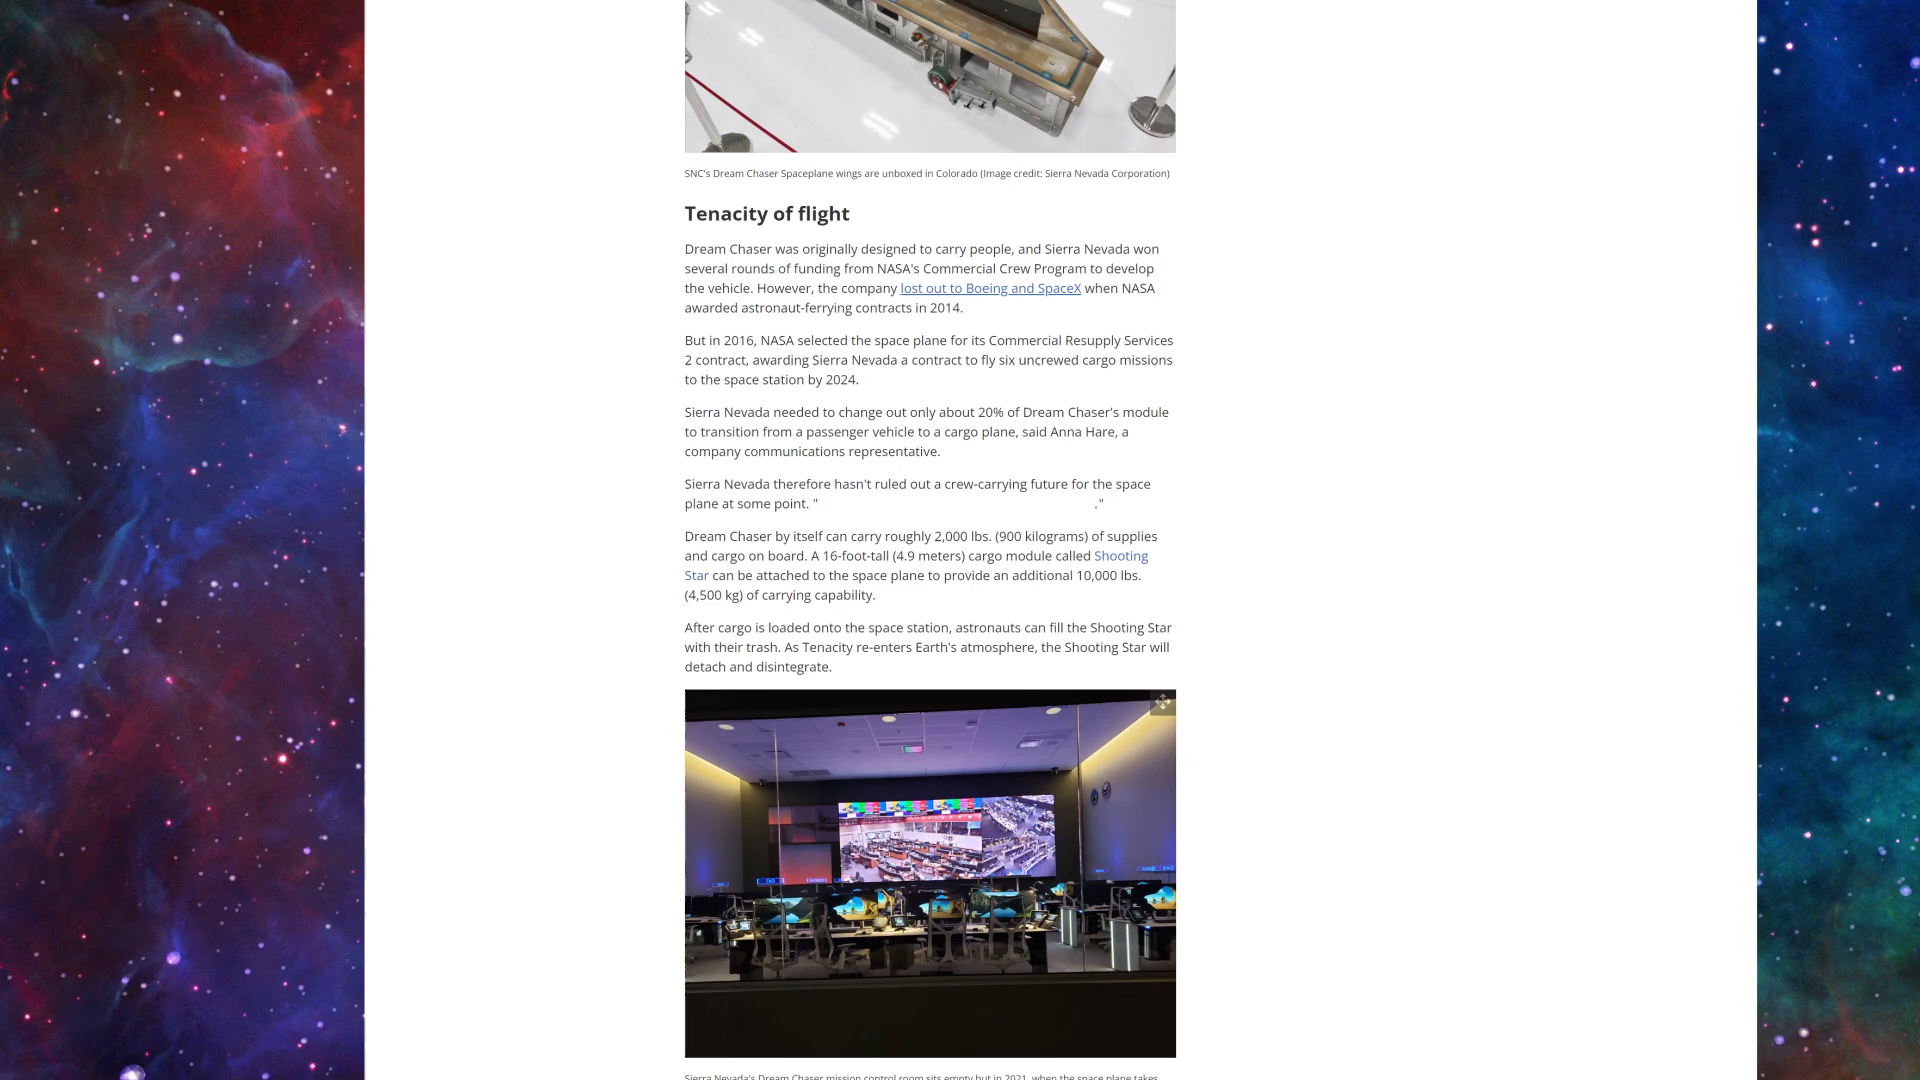 SNC's Dream Chaser Spaceplane wings are unboxed in Colorado (Image credit: Sierra Nevada Corporation)
Tenacity of flight
Dream Chaser was originally designed to carry people, and Sierra Nevada won
several rounds of funding from NASA's Commercial Crew Program to develop
the vehicle. However, the company lost out to Boeing and SpaceX when NASA
awarded astronaut-ferrying contracts in 2014.
But in 2016, NASA selected the space plane for its Commercial Resupply Services
2 contract, awarding Sierra Nevada a contract to fly six uncrewed cargo missions
to the space station by 2024.
Sierra Nevada needed to change out only about 20% of Dream Chaser's module
to transition from a passenger vehicle to a cargo plane, said Anna Hare, a
company communications representative.
Sierra Nevada therefore hasn't ruled out a crew-carrying future for the space
plane at some point. " ."
Dream Chaser by itself can carry roughly 2,000 lbs. (900 kilograms) of supplies
and cargo on board. A 16-foot-tall (4.9 meters) cargo module called Shooting
Star can be attached to the space plane to provide an additional 10,000 lbs.
(4,500 kg) of carrying capability.
After cargo is loaded onto the space station, astronauts can fill the Shooting Star
with their trash. As Tenacity re-enters Earth's atmosphere, the Shooting Star will
detach and disintegrate.
Sierra Nevada's Dream Chaser mission control room sits empty but in 2021, when the space plane takes